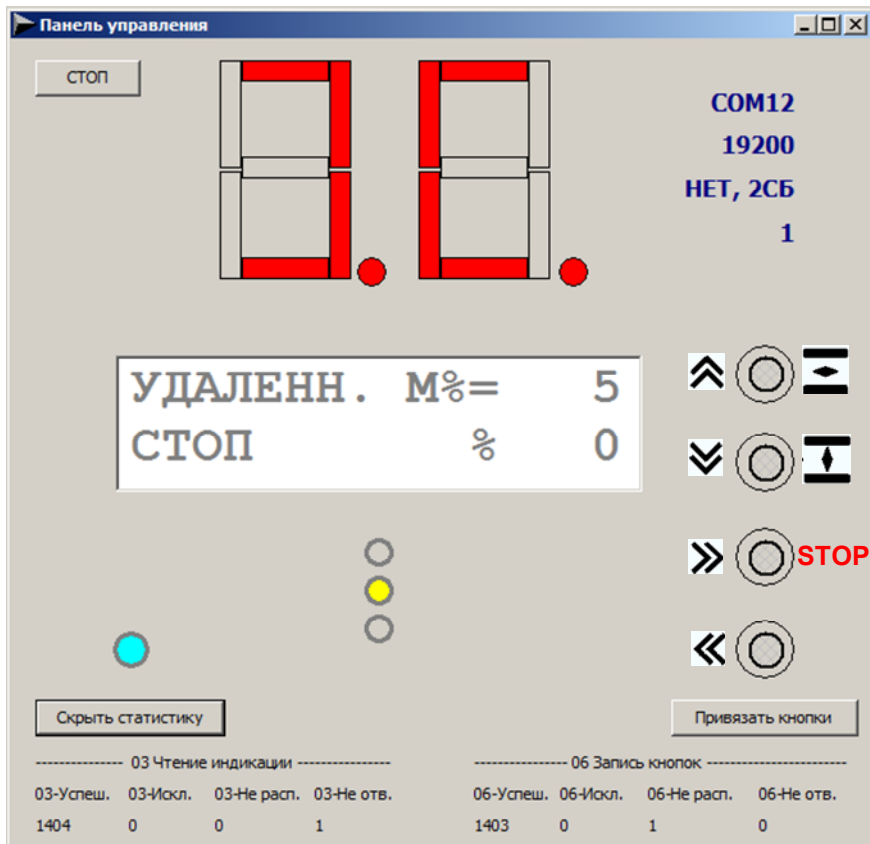 Панель управления
СТОП
COM12
19200
НЕТ, 2СБ
1
УДАЛЕНН. М%= 5
СТОП % 0
STOP
Скрыть статистику
Привязать кнопки
--------------- 03 Чтение индикации ----------------
03-Успеш. 03-Искл. 03-Не расп. 03-Не отв.
1404 0 0 1
---------------- 06 Запись кнопок ------------------------
06-Успеш. 06-Искл. 06-Не расп. 06-Не отв.
1403 0 1 0